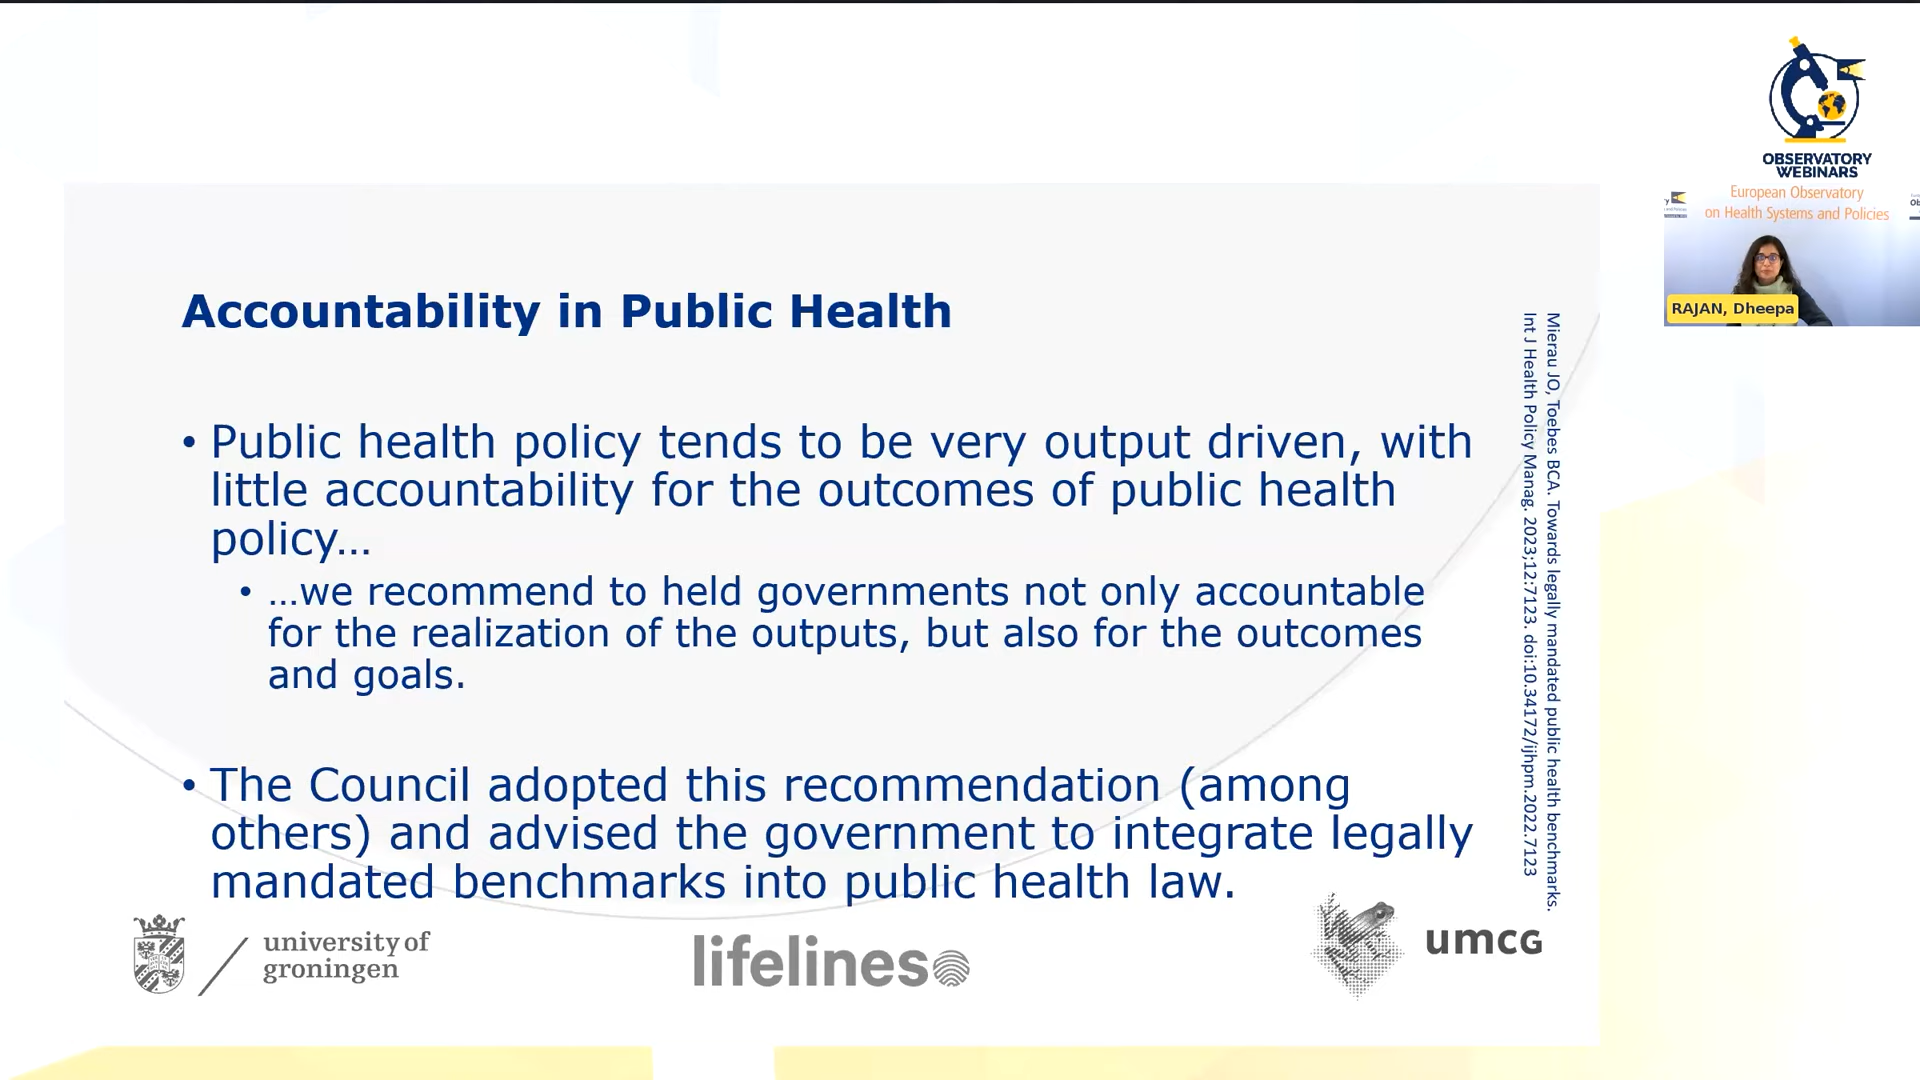 OBSERVATORY
WEBINARS
European Observatory
on Health Systems and Policies
RAJAN, Dheepa
Accountability in Public Health
• Public health policy tends to be very output driven, with
little accountability for the outcomes of public health
policy…
• …we recommend to held governments not only accountable
for the realization of the outputs, but also for the outcomes
and goals.
• The Council adopted this recommendation (among
others) and advised the government to integrate legally
mandated benchmarks into public health law.
Mierau JO, Toebes BCA. Towards legally mandated public health benchmarks.
Int J Health Policy Manag. 2023;12:7123. doi:10.34172/ijhpm.2022.7123
university of
groningen
lifelines
umcg